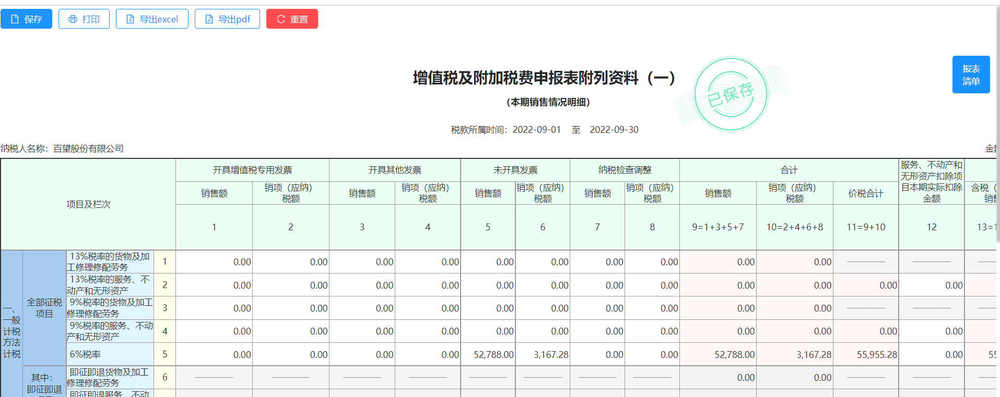 保存 打印 导出excel 导出pdf 重置
报表
清单
增值税及附加税费申报表附列资料（一）
已保存
（本期销售情况明细）
税款所属时间：2022-09-01 至 2022-09-30
纳税人名称：百望股份有限公司
项目及栏次
开具增值税专用发票 开具其他发票 未开具发票 纳税检查调整 合计
服务、不动产和
无形资产扣除项
目本期实际扣除
金额
销售额 销项（应纳）
税额 销售额 销项（应纳）
税额 销售额 销项（应纳）
税额 销售额 销项（应纳）
税额 销售额 销项（应纳）
税额 价税合计 含税（
1 2 3 4 5 6 7 8 9=1+3+5+7 10=2+4+6+8 11=9+10 12 13=1
一、
一般
计税
方法
计税
全部征税
项目
13%税率的货物及加
工修理修配劳务 1 0.00 0.00 0.00 0.00 0.00 0.00 0.00 0.00 0.00 0.00 —— —— ——
13%税率的服务、不
动产和无形资产 2 0.00 0.00 0.00 0.00 0.00 0.00 0.00 0.00 0.00 0.00 0.00 0.00
9%税率的货物及加工
修理修配劳务 3 0.00 0.00 0.00 0.00 0.00 0.00 0.00 0.00 0.00 0.00 —— —— ——
9%税率的服务、不动
产和无形资产 4 0.00 0.00 0.00 0.00 0.00 0.00 0.00 0.00 0.00 0.00 0.00 0.00
6%税率 5 0.00 0.00 0.00 0.00 52,788.00 3,167.28 0.00 0.00 52,788.00 3,167.28 55,955.28 0.00 55
其中：
即征即退
即征即退货物及加工
修理修配劳务 6 —— —— —— —— —— —— —— —— 0.00 0.00 —— —— ——
即征即退服务、不动